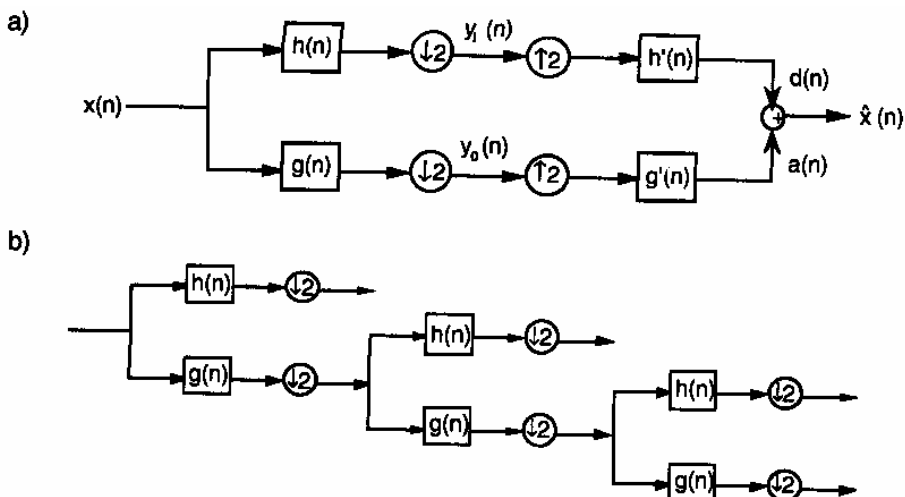 a)
h(n) ↓2 y₁(n) ↑2 h'(n)
d(n)
x(n) + x̂(n)
y₀(n) a(n)
g(n) ↓2 ↑2 g'(n)
b)
h(n) ↓2
h(n) ↓2
g(n) ↓2
h(n) ↓2
g(n) ↓2
g(n) ↓2